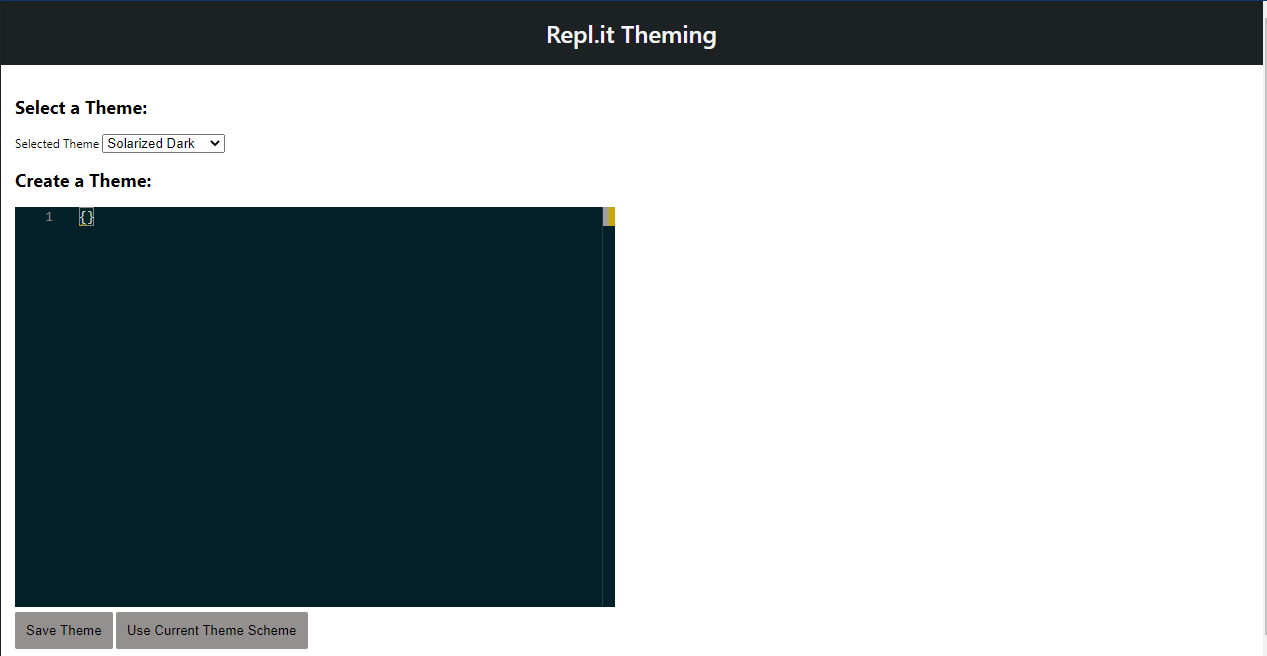 Repl.it Theming
Select a Theme:
Selected Theme Solarized Dark
Create a Theme:
1 {}
Save Theme Use Current Theme Scheme